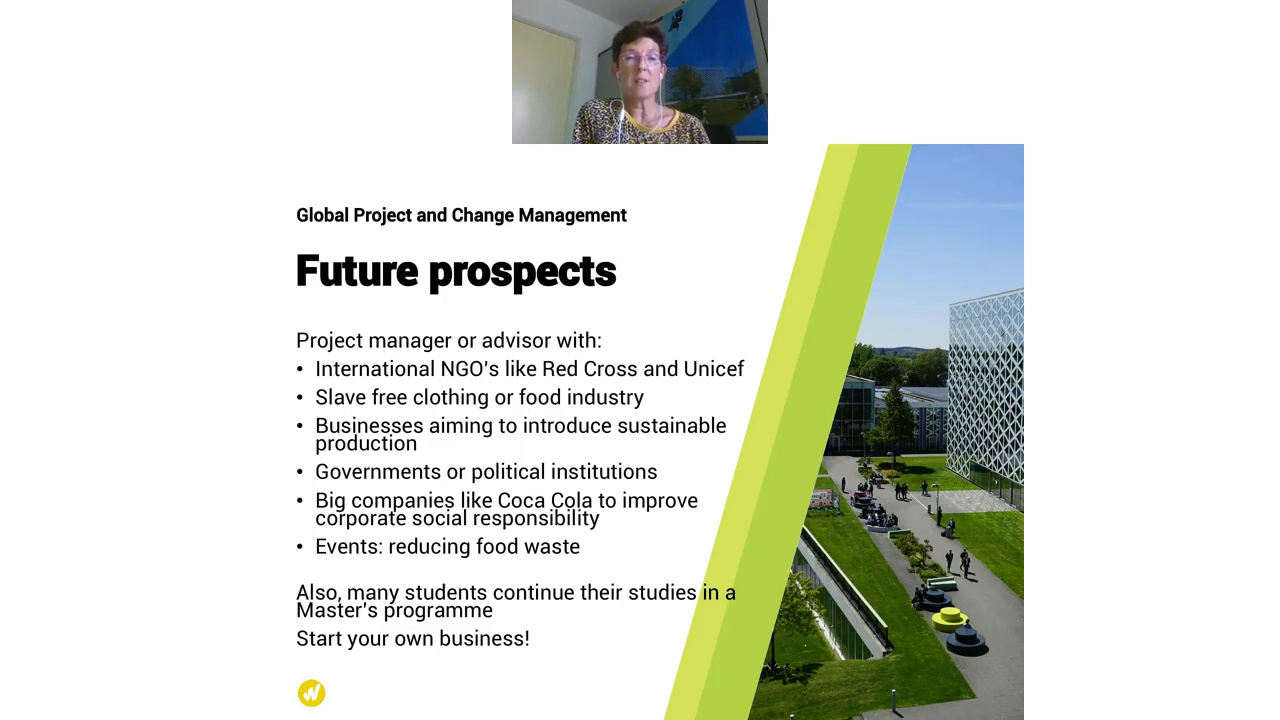 Global Project and Change Management
Future prospects
Project manager or advisor with:
• International NGO's like Red Cross and Unicef
• Slave free clothing or food industry
• Businesses aiming to introduce sustainable
production
• Governments or political institutions
• Big companies like Coca Cola to improve
corporate social responsibility
• Events: reducing food waste
Also, many students continue their studies in a
Master's programme
Start your own business!